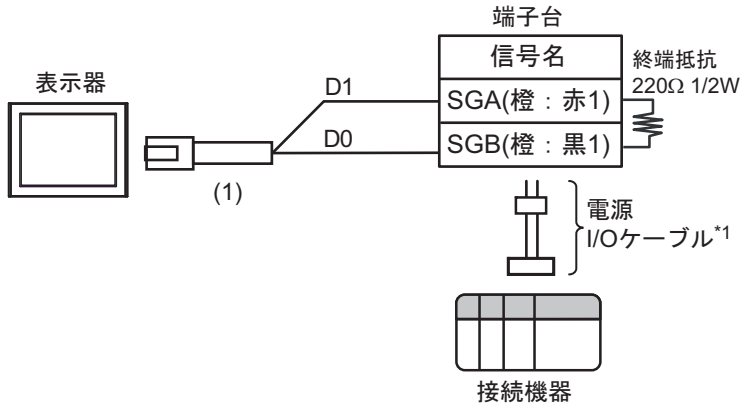 端子台
信号名
表示器
終端抵抗
220Ω 1/2W
D1
SGA(橙：赤1)
D0
SGB(橙：黒1)
(1)
電源
I/Oケーブル*1
接続機器